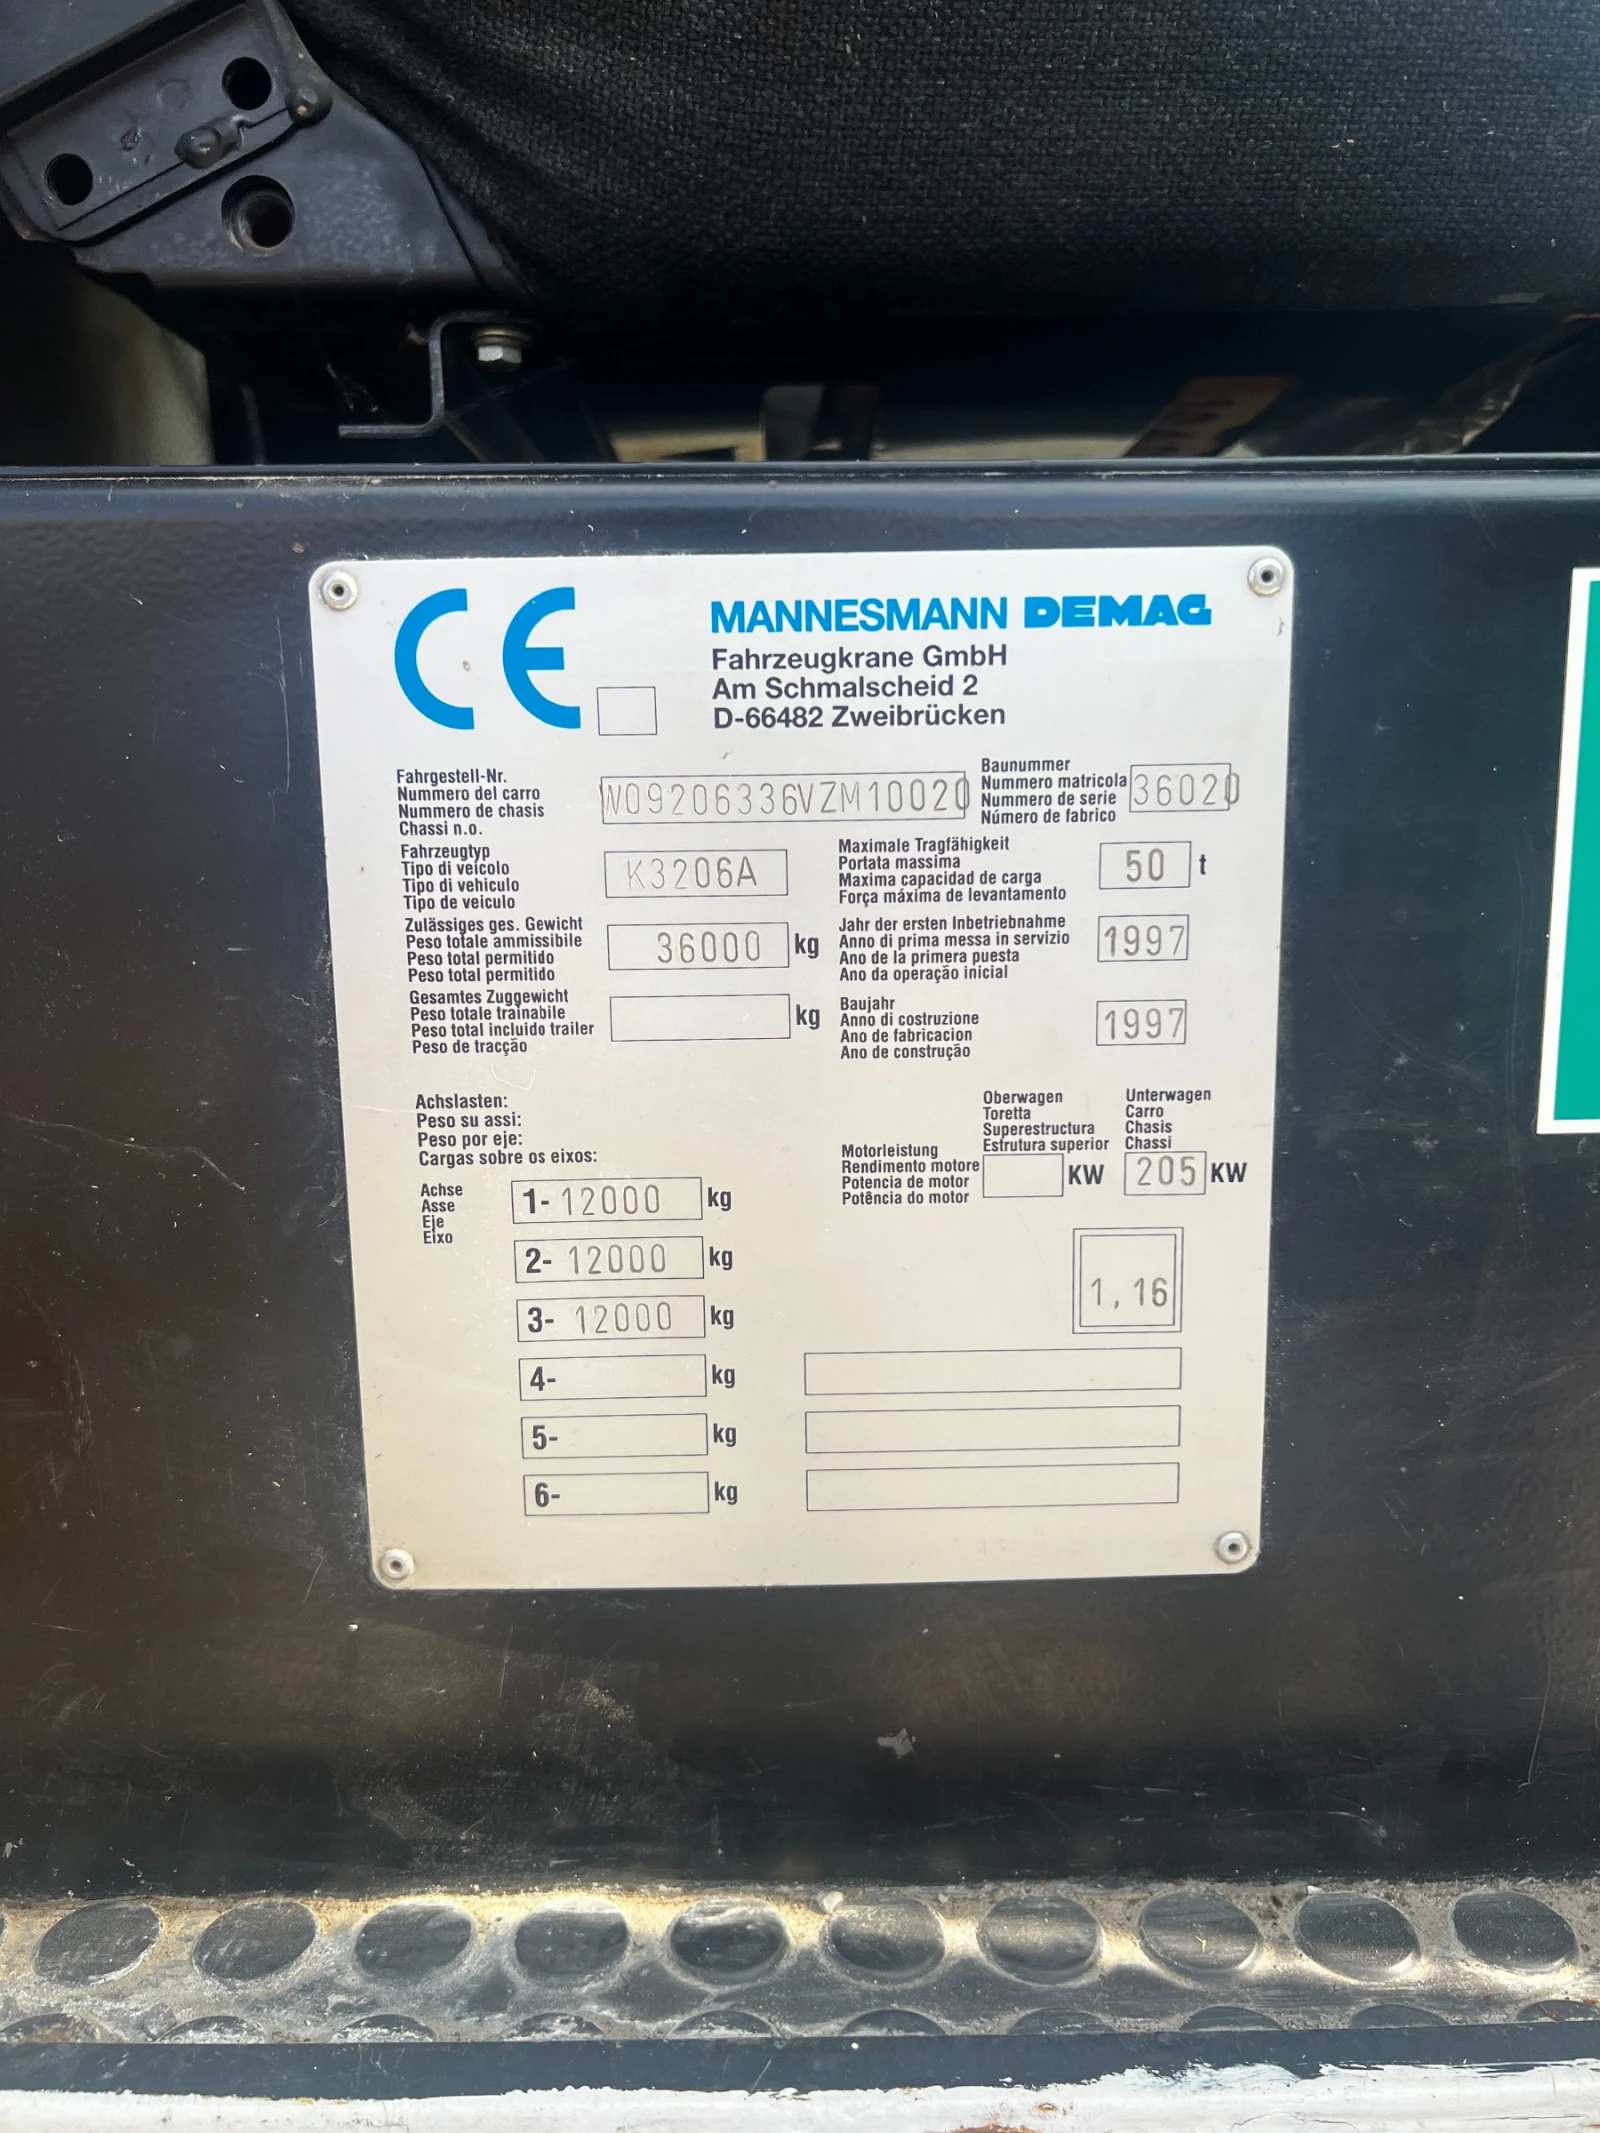 CE
MANNESMANN DEMAG
Fahrzeugkrane GmbH
Am Schmalscheid 2
D-66482 Zweibrücken
Fahrgestell-Nr.
Nummero del carro
Nummero de chasis
Chassi n.o.
W09206336VZM10020
Baunummer
Nummero matricola
Nummero de serie
Número de fabrico
36020
Fahrzeugtyp
Tipo di veicolo
Tipo di vehiculo
Tipo de veiculo
K3206A
Maximale Tragfähigkeit
Portata massima
Maxima capacidad de carga
Força máxima de levantamento
50 t
Zulässiges ges. Gewicht
Peso totale ammissibile
Peso total permitido
Peso total permitido
36000 kg
Jahr der ersten Inbetriebnahme
Anno di prima messa in servizio
Ano de la primera puesta
Ano da operação inicial
1997
Gesamtes Zuggewicht
Peso totale trainabile
Peso total incluido trailer
Peso de tracção
kg
Baujahr
Anno di costruzione
Ano de fabricacion
Ano de construção
1997
Achslasten:
Peso su assi:
Peso por eje:
Cargas sobre os eixos:
Oberwagen
Toretta
Superestructura
Estrutura superior
Unterwagen
Carro
Chasis
Chassi
Motorleistung
Rendimento motore
Potencia de motor
Potência do motor
KW
205 KW
Achse
Asse
Eje
Eixo
1- 12000 kg
2- 12000 kg
3- 12000 kg
4- kg
5- kg
6- kg
1,16